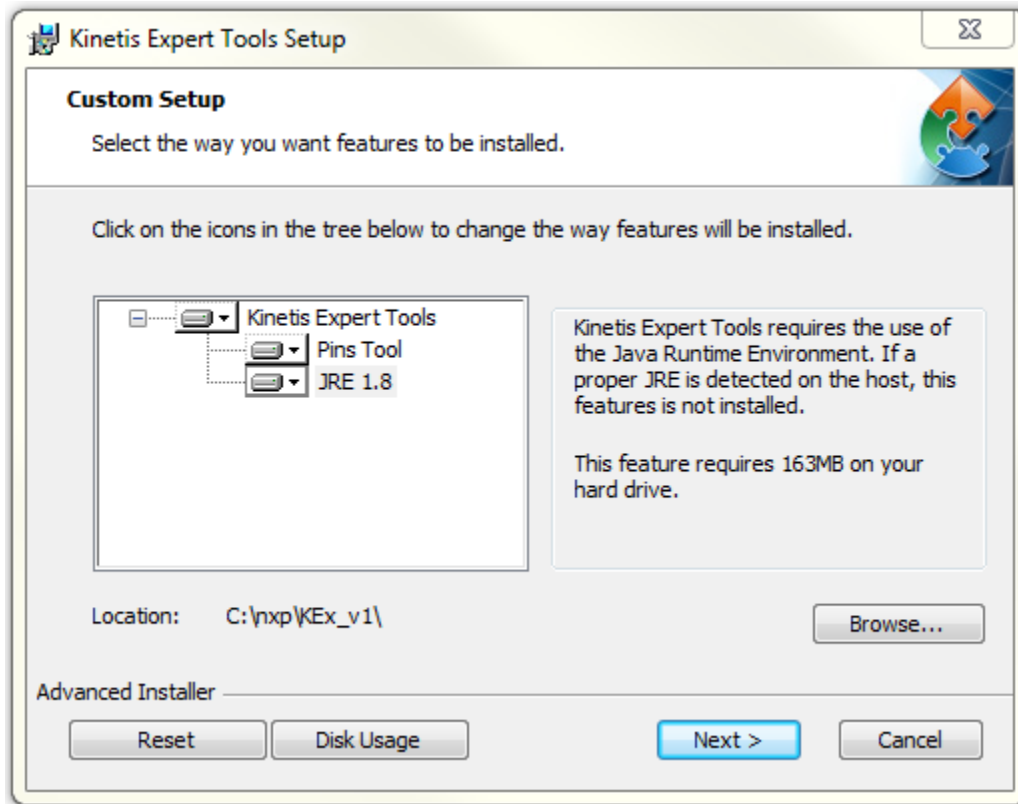 Kinetis Expert Tools Setup
Custom Setup
Select the way you want features to be installed.
Click on the icons in the tree below to change the way features will be installed.
Kinetis Expert Tools
Pins Tool
JRE 1.8
Kinetis Expert Tools requires the use of
the Java Runtime Environment. If a
proper JRE is detected on the host, this
features is not installed.
This feature requires 163MB on your
hard drive.
Location: C:\nxp\KEx_v1\
Browse...
Advanced Installer
Reset Disk Usage Next > Cancel